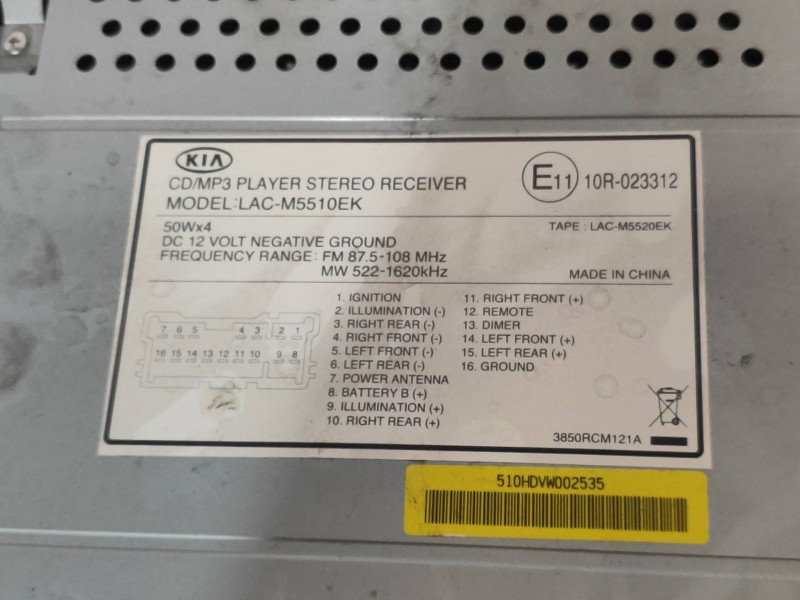 KIA
CD/MP3 PLAYER STEREO RECEIVER
MODEL:LAC-M5510EK
E11 10R-023312
50Wx4
TAPE : LAC-M5520EK
DC 12 VOLT NEGATIVE GROUND
FREQUENCY RANGE: FM 87.5-108 MHz
MW 522-1620kHz
MADE IN CHINA
7 6 5 4 3 2 1
16 15 14 13 12 11 10 9 8
1. IGNITION
2. ILLUMINATION (-)
3. RIGHT REAR (-)
4. RIGHT FRONT (-)
5. LEFT FRONT (-)
6. LEFT REAR (-)
7. POWER ANTENNA
8. BATTERY B (+)
9. ILLUMINATION (+)
10. RIGHT REAR (+)
11. RIGHT FRONT (+)
12. REMOTE
13. DIMER
14. LEFT FRONT (+)
15. LEFT REAR (+)
16. GROUND
3850RCM121A
510HDVW002535